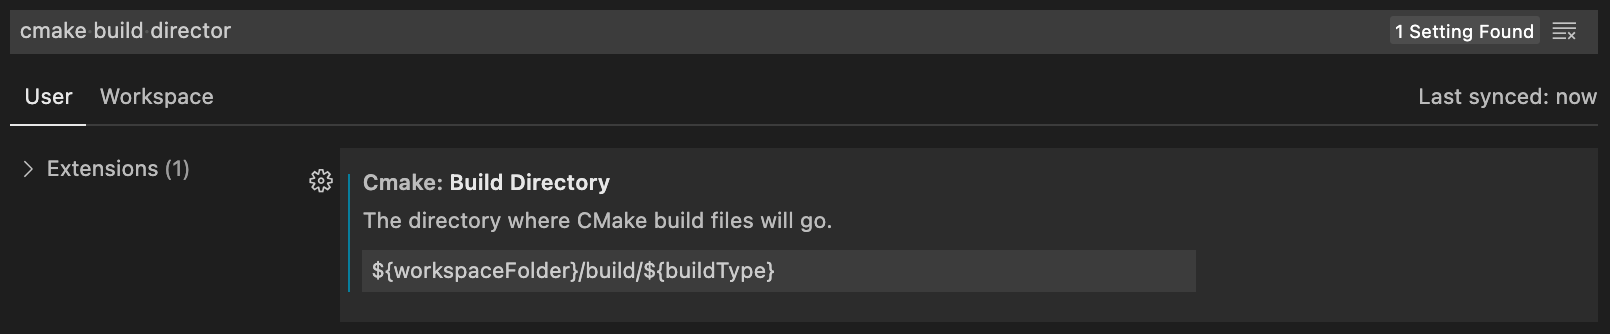 cmake build director
1 Setting Found
User Workspace
Last synced: now
Extensions (1)
Cmake: Build Directory
The directory where CMake build files will go.
${workspaceFolder}/build/${buildType}